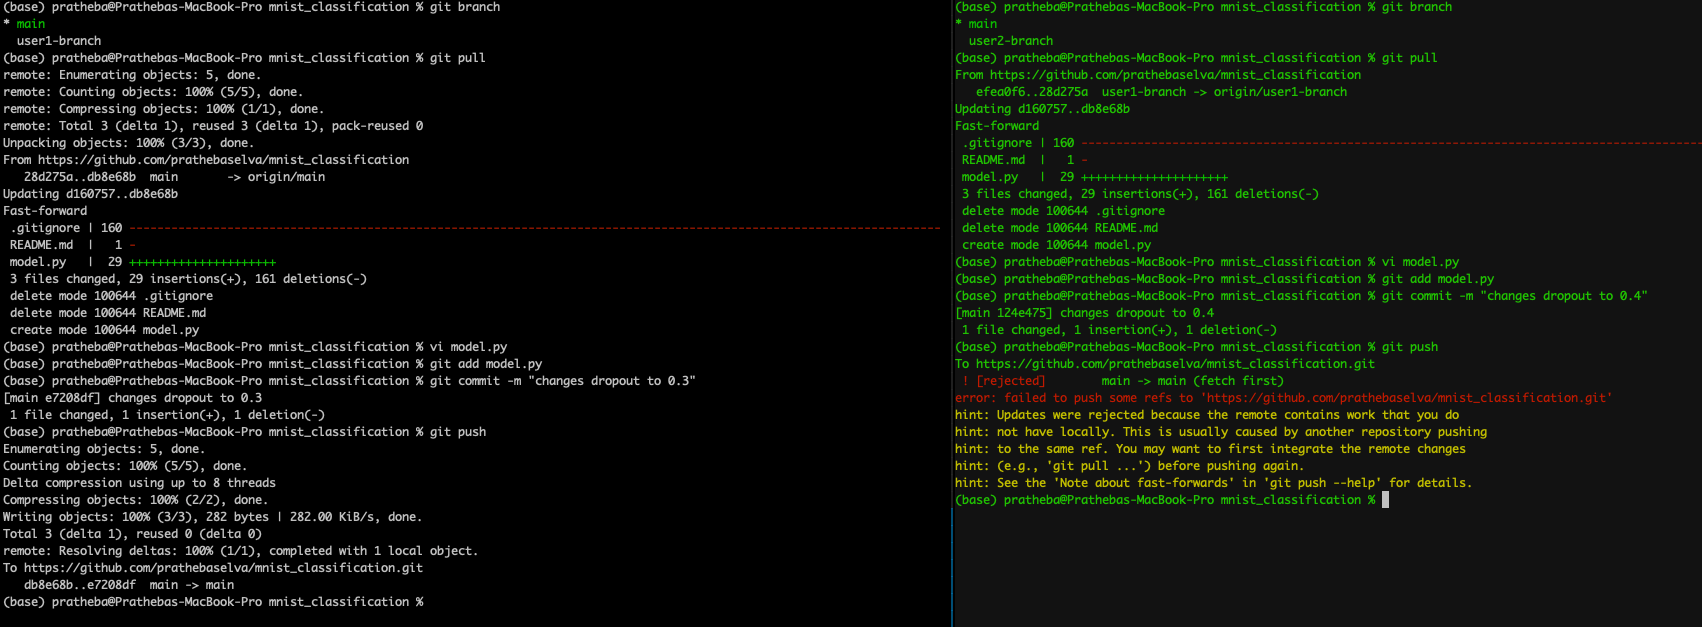 (base) pratheba@Prathebas-MacBook-Pro mnist_classification % git branch
* main
  user1-branch
(base) pratheba@Prathebas-MacBook-Pro mnist_classification % git pull
remote: Enumerating objects: 5, done.
remote: Counting objects: 100% (5/5), done.
remote: Compressing objects: 100% (1/1), done.
remote: Total 3 (delta 1), reused 3 (delta 1), pack-reused 0
Unpacking objects: 100% (3/3), done.
From https://github.com/prathebaselva/mnist_classification
   28d275a..db8e68b  main       -> origin/main
Updating d160757..db8e68b
Fast-forward
 .gitignore | 160 --------------------------------------------------------------------------------------------------------------------
 README.md  |   1 -
 model.py   |  29 +++++++++++++++++++++
 3 files changed, 29 insertions(+), 161 deletions(-)
 delete mode 100644 .gitignore
 delete mode 100644 README.md
 create mode 100644 model.py
(base) pratheba@Prathebas-MacBook-Pro mnist_classification % vi model.py
(base) pratheba@Prathebas-MacBook-Pro mnist_classification % git add model.py
(base) pratheba@Prathebas-MacBook-Pro mnist_classification % git commit -m "changes dropout to 0.3"
[main e7208df] changes dropout to 0.3
 1 file changed, 1 insertion(+), 1 deletion(-)
(base) pratheba@Prathebas-MacBook-Pro mnist_classification % git push
Enumerating objects: 5, done.
Counting objects: 100% (5/5), done.
Delta compression using up to 8 threads
Compressing objects: 100% (2/2), done.
Writing objects: 100% (3/3), 282 bytes | 282.00 KiB/s, done.
Total 3 (delta 1), reused 0 (delta 0)
remote: Resolving deltas: 100% (1/1), completed with 1 local object.
To https://github.com/prathebaselva/mnist_classification.git
   db8e68b..e7208df  main -> main
(base) pratheba@Prathebas-MacBook-Pro mnist_classification %
(base) pratheba@Prathebas-MacBook-Pro mnist_classification % git branch
* main
  user2-branch
(base) pratheba@Prathebas-MacBook-Pro mnist_classification % git pull
From https://github.com/prathebaselva/mnist_classification
   efea0f6..28d275a  user1-branch -> origin/user1-branch
Updating d160757..db8e68b
Fast-forward
 .gitignore | 160 -----------------------------------------------------------------------------------------
 README.md  |   1 -
 model.py   |  29 +++++++++++++++++++++
 3 files changed, 29 insertions(+), 161 deletions(-)
 delete mode 100644 .gitignore
 delete mode 100644 README.md
 create mode 100644 model.py
(base) pratheba@Prathebas-MacBook-Pro mnist_classification % vi model.py
(base) pratheba@Prathebas-MacBook-Pro mnist_classification % git add model.py
(base) pratheba@Prathebas-MacBook-Pro mnist_classification % git commit -m "changes dropout to 0.4"
[main 124e475] changes dropout to 0.4
 1 file changed, 1 insertion(+), 1 deletion(-)
(base) pratheba@Prathebas-MacBook-Pro mnist_classification % git push
To https://github.com/prathebaselva/mnist_classification.git
 ! [rejected]        main -> main (fetch first)
error: failed to push some refs to 'https://github.com/prathebaselva/mnist_classification.git'
hint: Updates were rejected because the remote contains work that you do
hint: not have locally. This is usually caused by another repository pushing
hint: to the same ref. You may want to first integrate the remote changes
hint: (e.g., 'git pull ...') before pushing again.
hint: See the 'Note about fast-forwards' in 'git push --help' for details.
(base) pratheba@Prathebas-MacBook-Pro mnist_classification %